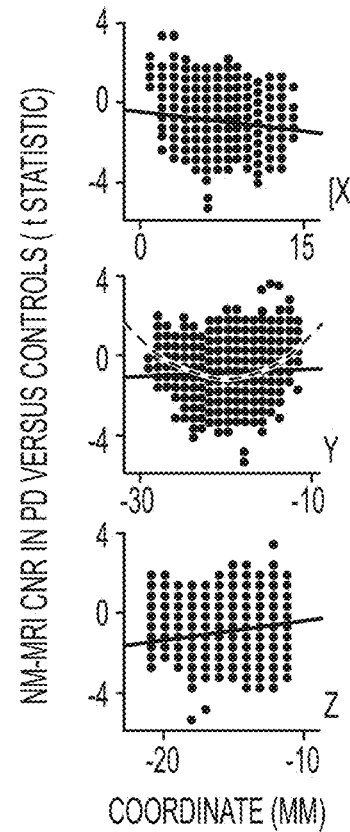 NM-MRI CNR IN PD VERSUS CONTROLS ( t STATISTIC)
4
0
-4
0 15
[X
4
0
-4
-30 -10
Y
4
0
-4
-20 -10
Z
COORDINATE (MM)